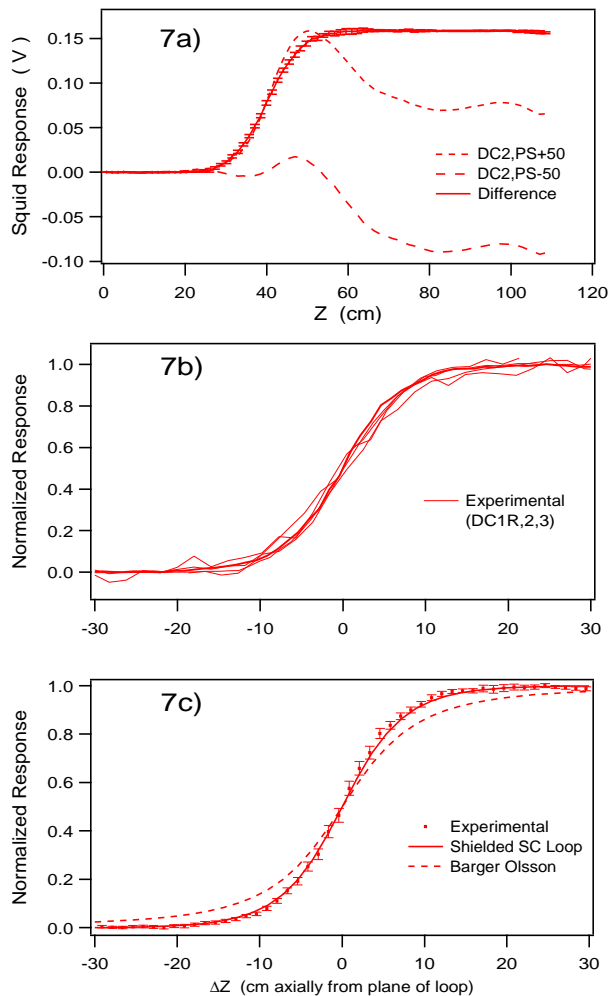 7a)
Squid Response ( V )
0.15
0.10
0.05
0.00
-0.05
-0.10
DC2,PS+50
DC2,PS-50
Difference
0 20 40 60 80 100 120
Z (cm)
7b)
Normalized Response
1.0
0.8
0.6
0.4
0.2
0.0
Experimental
(DC1R,2,3)
-30 -20 -10 0 10 20 30
7c)
Normalized Response
1.0
0.8
0.6
0.4
0.2
0.0
Experimental
Shielded SC Loop
Barger Olsson
-30 -20 -10 0 10 20 30
ΔZ (cm axially from plane of loop)